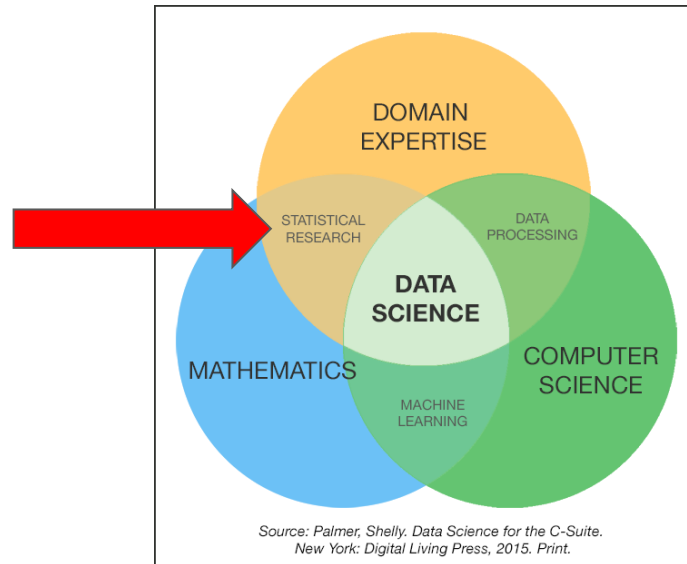 DOMAIN
EXPERTISE
STATISTICAL
RESEARCH
DATA
PROCESSING
DATA
SCIENCE
MATHEMATICS
COMPUTER
SCIENCE
MACHINE
LEARNING
Source: Palmer, Shelly. Data Science for the C-Suite.
New York: Digital Living Press, 2015. Print.